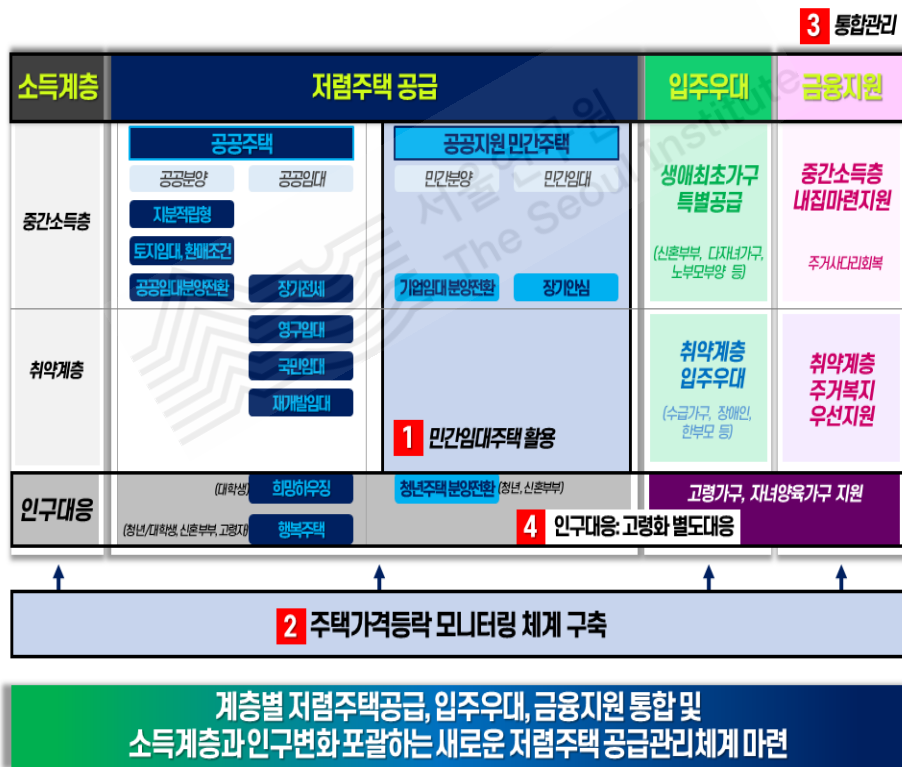 3 통합관리
소득계층
저렴주택 공급
입주우대
금융지원
중간소득층
공공주택
공공지원 민간주택
공공분양
공공임대
민간분양
민간임대
지분적립형
토지임대, 환매조건
공공임대분양전환
장기전세
기업임대 분양전환
장기안심
생애최초가구
특별공급
(신혼부부, 다자녀가구,
노부모부양 등)
중간소득층
내집마련지원
주거사다리회복
취약계층
영구임대
국민임대
재개발임대
1 민간임대주택 활용
취약계층
입주우대
(수급가구, 장애인,
한부모 등)
취약계층
주거복지
우선지원
인구대응
(대학생)
희망하우징
청년주택 분양전환 (청년, 신혼부부)
(청년/대학생, 신혼부부, 고령자)
행복주택
고령가구, 자녀양육가구 지원
4 인구대응: 고령화 별도대응
2 주택가격등락 모니터링 체계 구축
계층별 저렴주택공급, 입주우대, 금융지원 통합 및
소득계층과 인구변화 포괄하는 새로운 저렴주택 공급관리체계 마련
서울연구원
The Seoul Institute